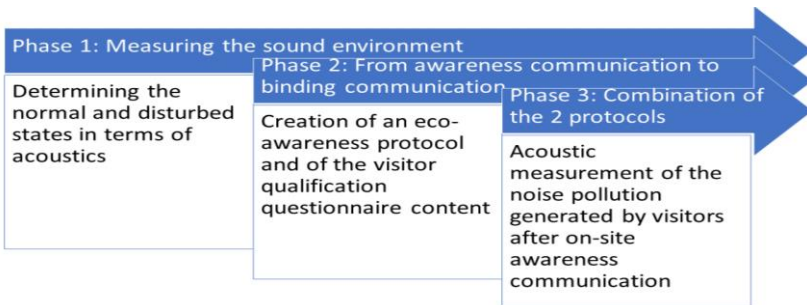 Phase 1: Measuring the sound environment
Determining the
normal and disturbed
states in terms of
acoustics
Phase 2: From awareness communication to
binding communication
Creation of an eco-
awareness protocol
and of the visitor
qualification
questionnaire content
Phase 3: Combination of
the 2 protocols
Acoustic
measurement of the
noise pollution
generated by visitors
after on-site
awareness
communication